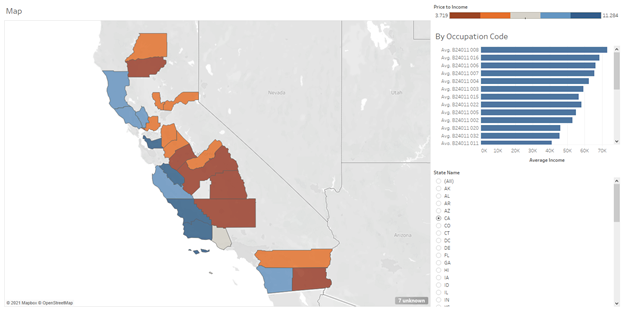 Map
Nevada
Utah
Arizona
© 2021 Mapbox © OpenStreetMap
7 unknown
Price to Income
3.719
11.284
By Occupation Code
Avg. B24011 008
Avg. B24011 016
Avg. B24011 006
Avg. B24011 007
Avg. B24011 004
Avg. B24011 003
Avg. B24011 015
Avg. B24011 022
Avg. B24011 005
Avg. B24011 002
Avg. B24011 020
Avg. B24011 032
Avg. B24011 011
0K 10K 20K 30K 40K 50K 60K 70K
Average Income
State Name
(All)
AK
AL
AR
AZ
CA
CO
CT
DC
DE
FL
GA
HI
IA
ID
IL
IN